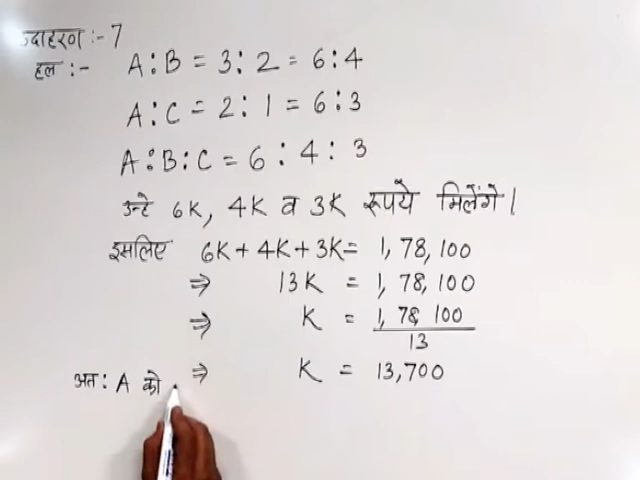 उदाहरण :- 7
हल :- A : B = 3 : 2 = 6 : 4
A : C = 2 : 1 = 6 : 3
A : B : C = 6 : 4 : 3
उन्हे 6K, 4K व 3K रूपये मिलेंगे।
इसलिए 6K + 4K + 3K = 1,78,100
⇒ 13K = 1,78,100
⇒ K = 1,78,100
13
⇒ K = 13,700
अत: A को